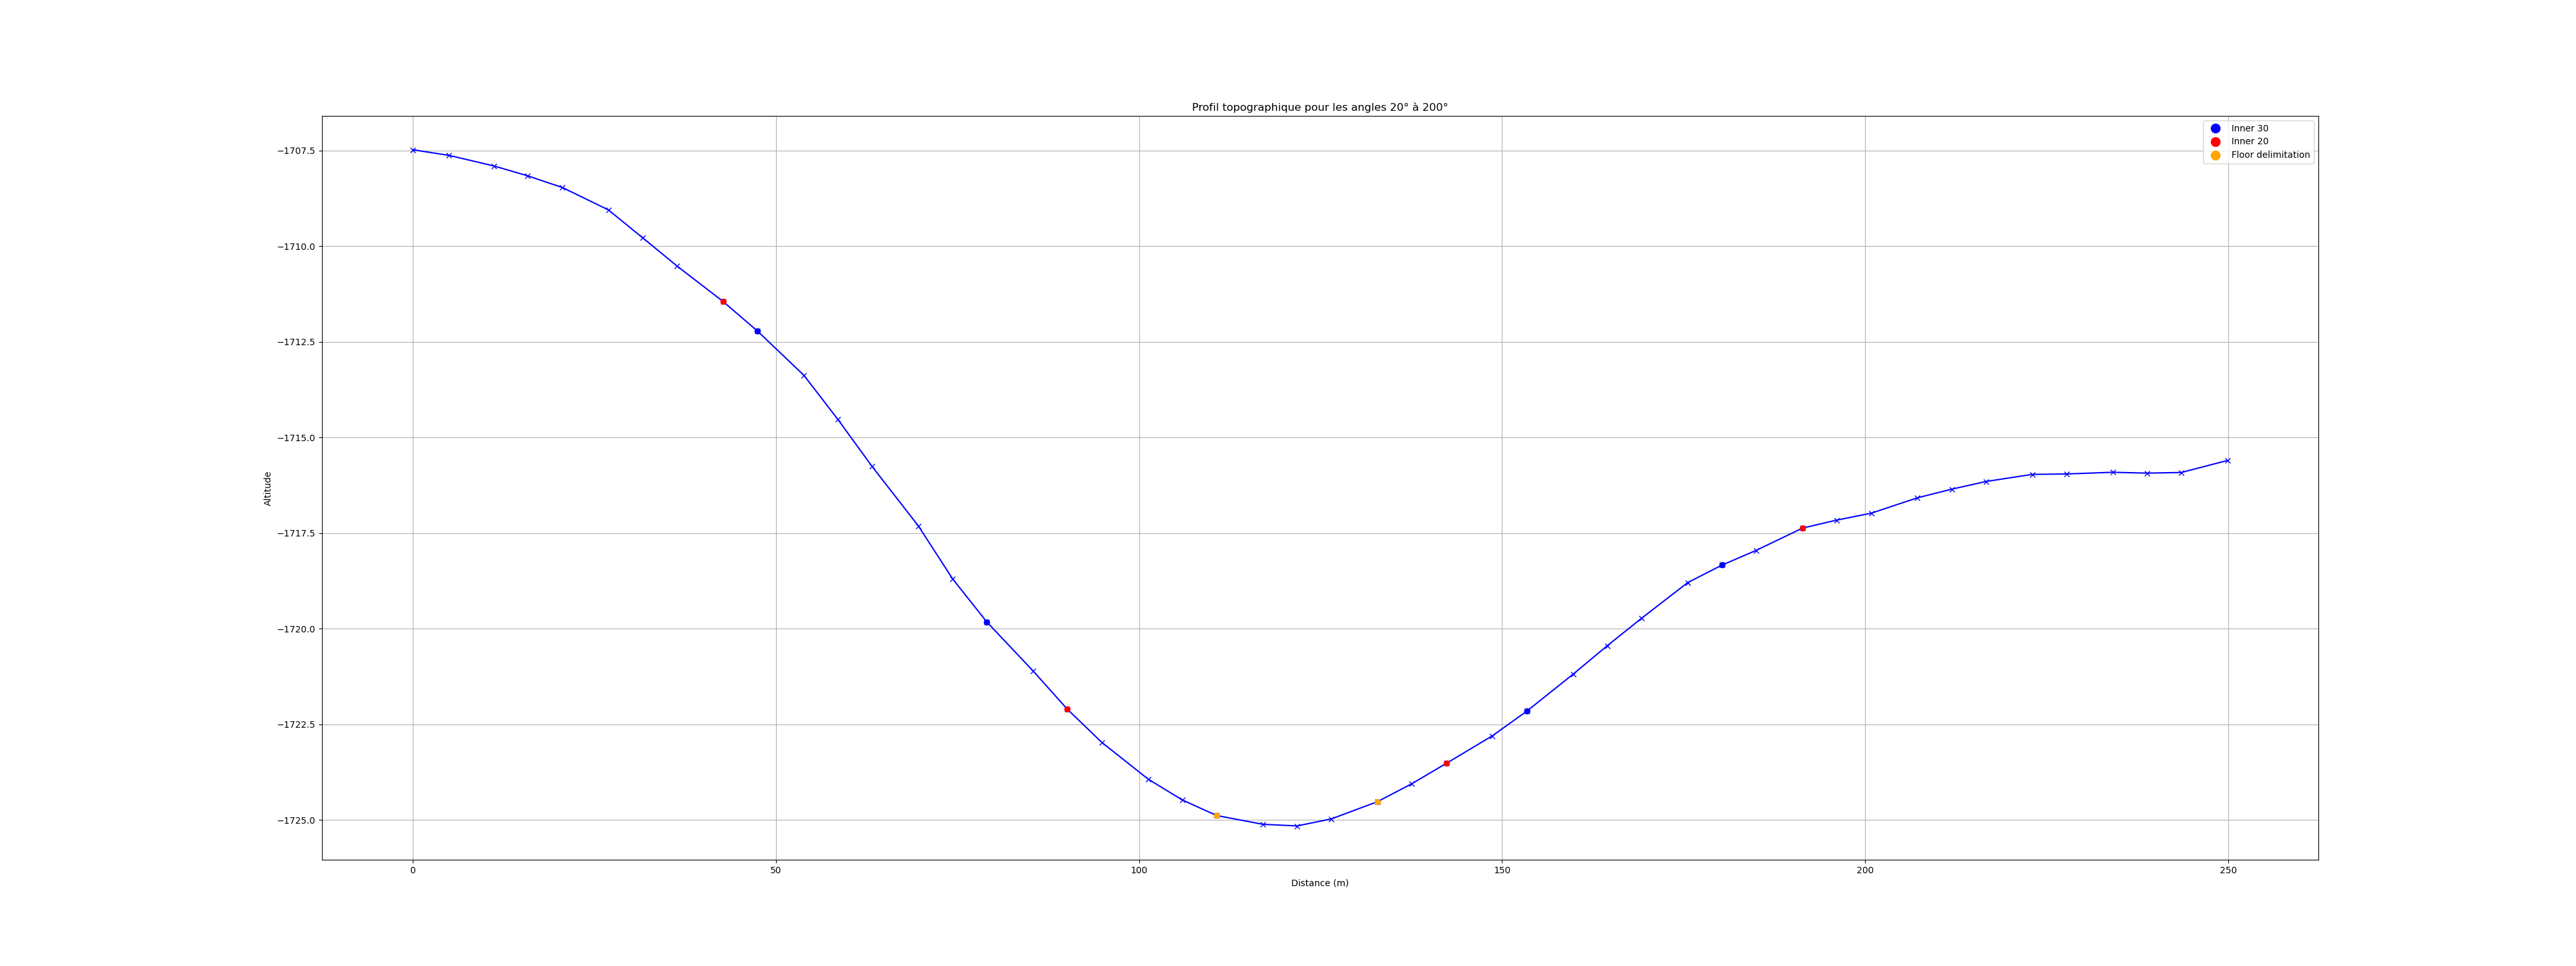 Profil topographique pour les angles 20° à 200°
Inner 30
Inner 20
Floor delimitation
−1707.5
−1710.0
−1712.5
−1715.0
−1717.5
−1720.0
−1722.5
−1725.0
Altitude
0 50 100 150 200 250
Distance (m)